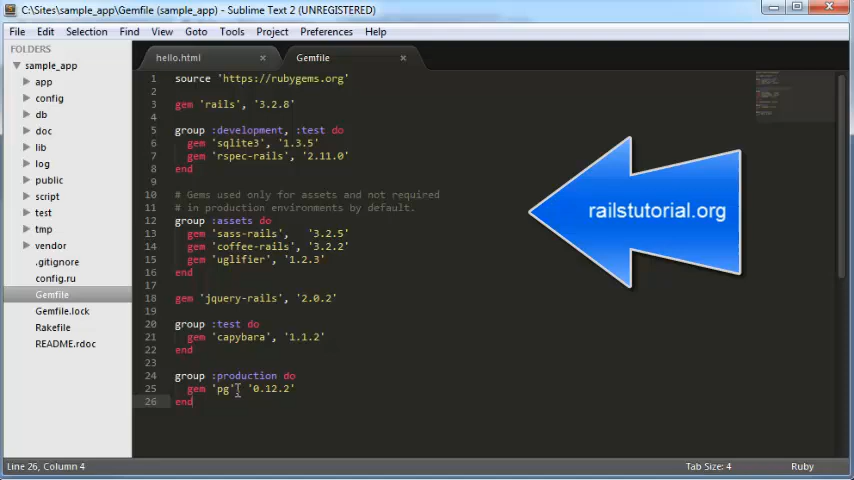 C:\Sites\sample_app\Gemfile (sample_app) - Sublime Text 2 (UNREGISTERED)
File Edit Selection Find View Goto Tools Project Preferences Help
FOLDERS
sample_app
app
config
db
doc
lib
log
public
script
test
tmp
vendor
.gitignore
config.ru
Gemfile
Gemfile.lock
Rakefile
README.rdoc
hello.html
Gemfile
1 source 'https://rubygems.org'
2
3 gem 'rails', '3.2.8'
4
5 group :development, :test do
6 gem 'sqlite3', '1.3.5'
7 gem 'rspec-rails', '2.11.0'
8 end
9
10 # Gems used only for assets and not required
11 # in production environments by default.
12 group :assets do
13 gem 'sass-rails',   '3.2.5'
14 gem 'coffee-rails', '3.2.2'
15 gem 'uglifier', '1.2.3'
16 end
17
18 gem 'jquery-rails', '2.0.2'
19
20 group :test do
21 gem 'capybara', '1.1.2'
22 end
23
24 group :production do
25 gem 'pg', '0.12.2'
26 end
railstutorial.org
Line 26, Column 4
Tab Size: 4
Ruby